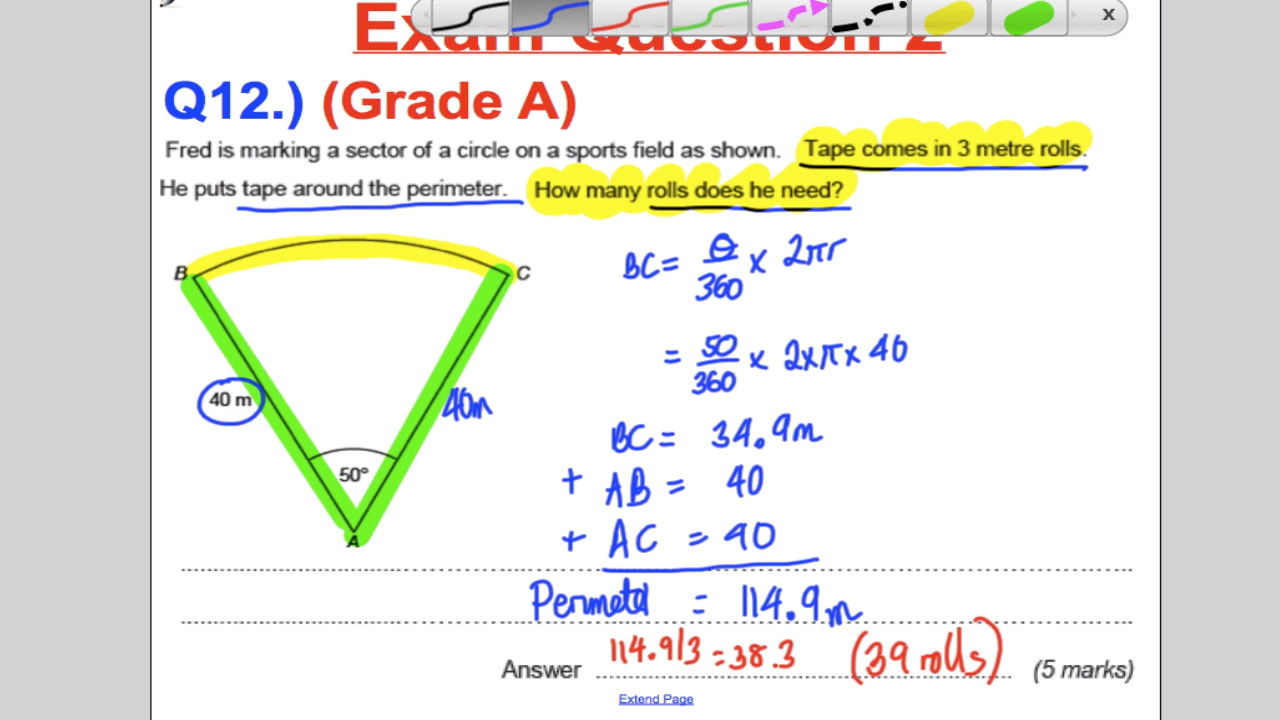 Exam Question 2
x
Q12.) (Grade A)
Fred is marking a sector of a circle on a sports field as shown. Tape comes in 3 metre rolls.
He puts tape around the perimeter. How many rolls does he need?
B
C
40 m
40m
50°
A
BC = θ/360 x 2πr
= 50/360 x 2xπx 40
BC = 34.9m
+ AB = 40
+ AC = 40
= 114.9m
114.9/3 = 38.3 (39 rolls)
Answer (5 marks)
Extend Page